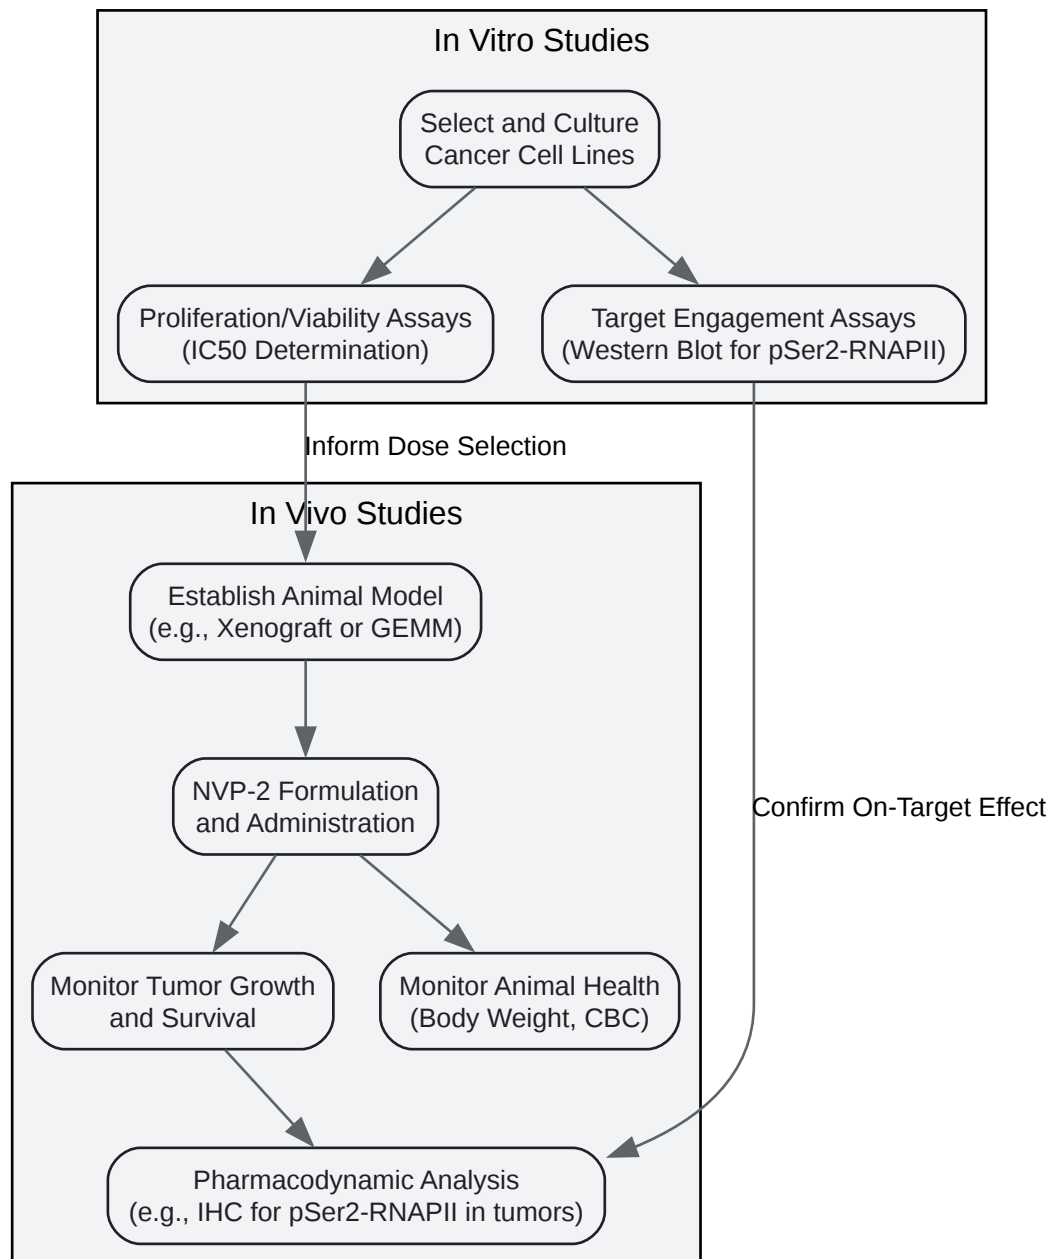 In Vitro Studies
Select and Culture
Cancer Cell Lines
Proliferation/Viability Assays
(IC50 Determination)
Target Engagement Assays
(Western Blot for pSer2-RNAPII)
Inform Dose Selection
In Vivo Studies
Establish Animal Model
(e.g., Xenograft or GEMM)
NVP-2 Formulation
and Administration
Confirm On-Target Effect
Monitor Tumor Growth
and Survival
Monitor Animal Health
(Body Weight, CBC)
Pharmacodynamic Analysis
(e.g., IHC for pSer2-RNAPII in tumors)